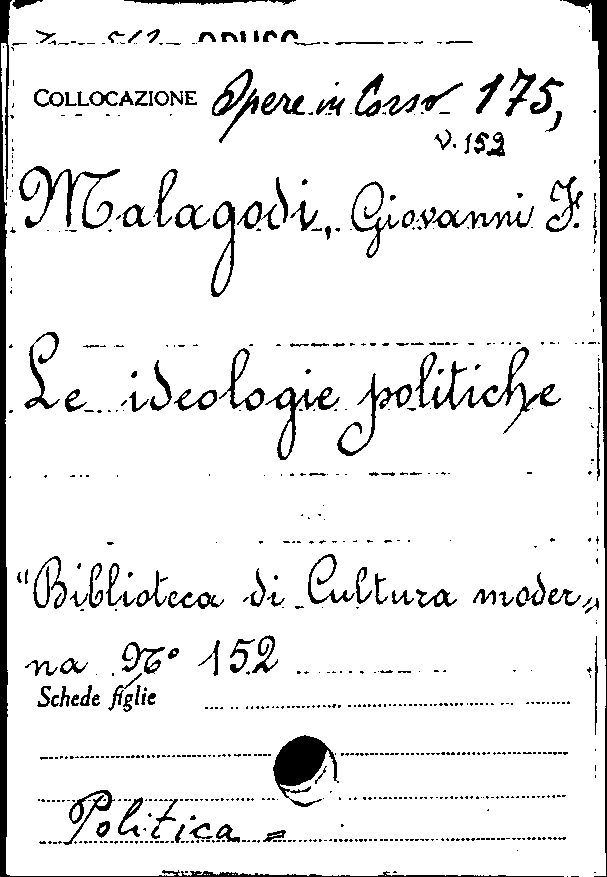 COLLOCAZIONE Opere in Corso 175,
v. 152
Malagodi, Giovanni F.
Le ideologie politiche
"Biblioteca di Cultura moder=
na N° 152
Schede figlie
Politica =